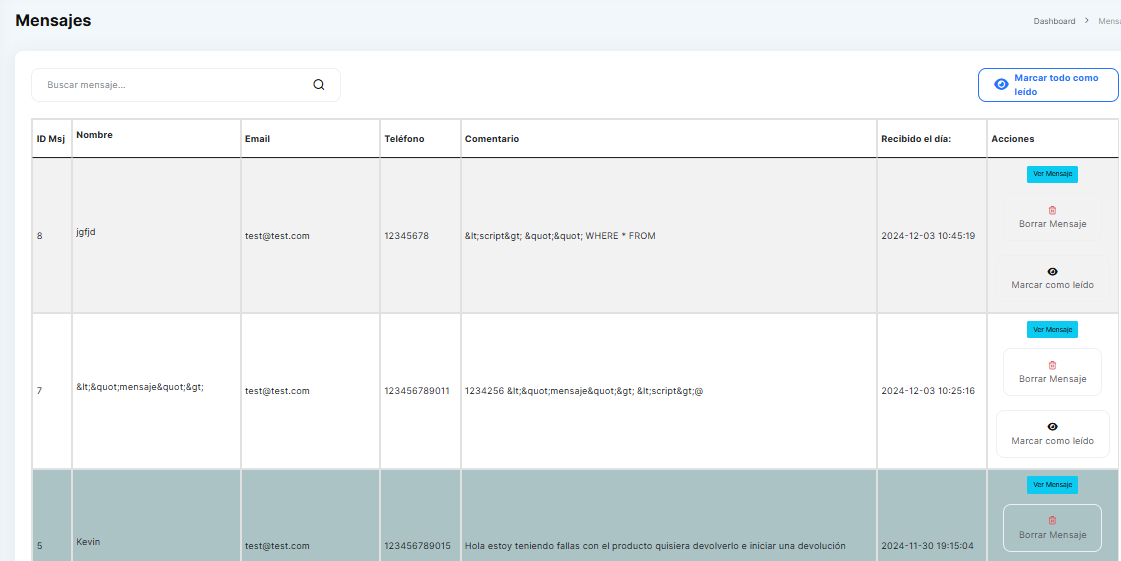 Mensajes
Dashboard > Mensa
Buscar mensaje...
Marcar todo como
leído
ID Msj Nombre Email Teléfono Comentario Recibido el día: Acciones
Ver Mensaje
8 jgfjd test@test.com 12345678 &lt;script&gt; &quot;&quot; WHERE * FROM 2024-12-03 10:45:19
Borrar Mensaje
Marcar como leído
Ver Mensaje
7 &lt;&quot;mensaje&quot;&gt; test@test.com 123456789011 1234256 &lt;&quot;mensaje&quot;&gt; &lt;script&gt;@ 2024-12-03 10:25:16
Borrar Mensaje
Marcar como leído
Ver Mensaje
5 Kevin test@test.com 123456789015 Hola estoy teniendo fallas con el producto quisiera devolverlo e iniciar una devolución 2024-11-30 19:15:04
Borrar Mensaje